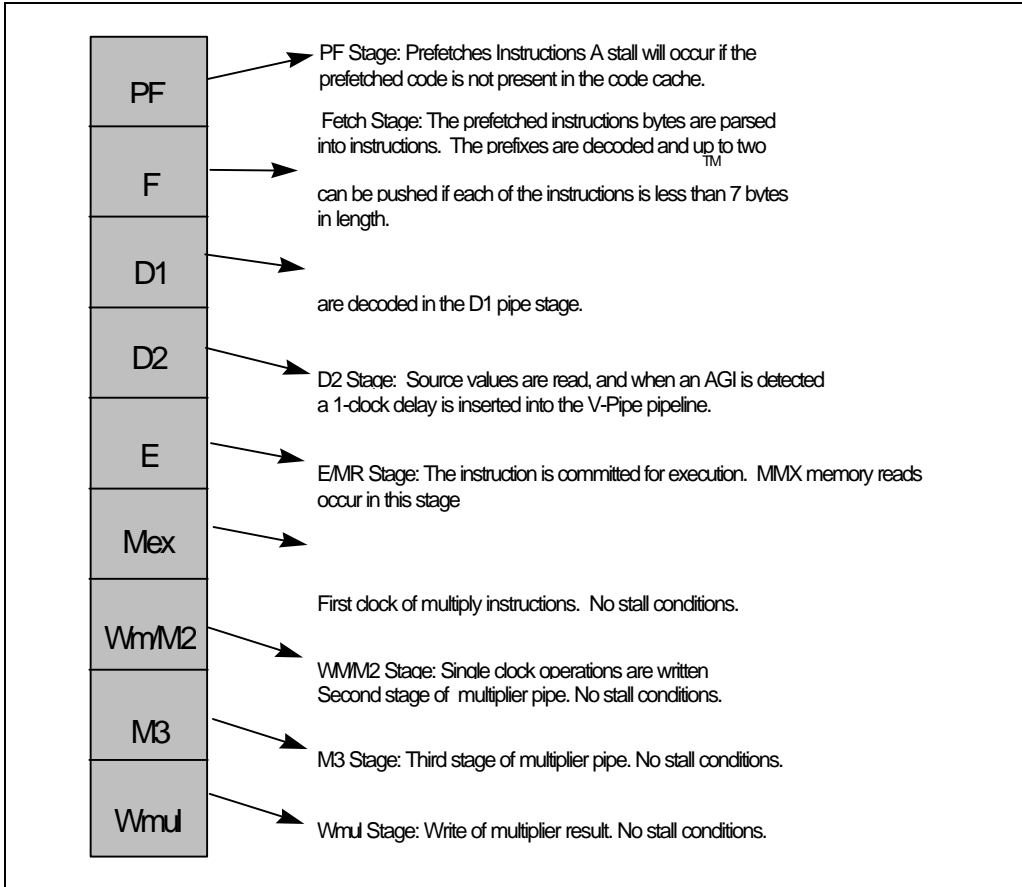 PF
PF Stage: Prefetches Instructions A stall will occur if the
prefetched code is not present in the code cache.
F
Fetch Stage: The prefetched instructions bytes are parsed
into instructions. The prefixes are decoded and up to two
TM
can be pushed if each of the instructions is less than 7 bytes
in length.
D1
are decoded in the D1 pipe stage.
D2
D2 Stage: Source values are read, and when an AGI is detected
a 1-clock delay is inserted into the V-Pipe pipeline.
E
E/MR Stage: The instruction is committed for execution. MMX memory reads
occur in this stage
Mex
First clock of multiply instructions. No stall conditions.
Wm/M2
WM/M2 Stage: Single clock operations are written
Second stage of multiplier pipe. No stall conditions.
M3
M3 Stage: Third stage of multiplier pipe. No stall conditions.
Wmul
Wmul Stage: Write of multiplier result. No stall conditions.